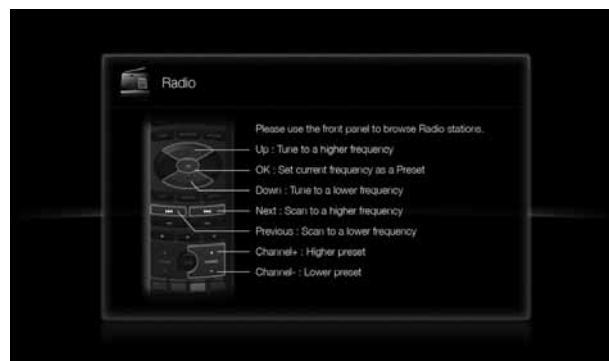 Radio
Please use the front panel to browse Radio stations.
Up : Tune to a higher frequency
OK : Set current frequency as a Preset
Down : Tune to a lower frequency
Next : Scan to a higher frequency
Previous : Scan to a lower frequency
Channel+ : Higher preset
Channel- : Lower preset